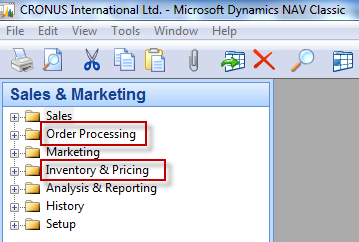 CRONUS International Ltd. - Microsoft Dynamics NAV Classic
File Edit View Tools Window Help
Sales & Marketing
Sales
Order Processing
Marketing
Inventory & Pricing
Analysis & Reporting
History
Setup